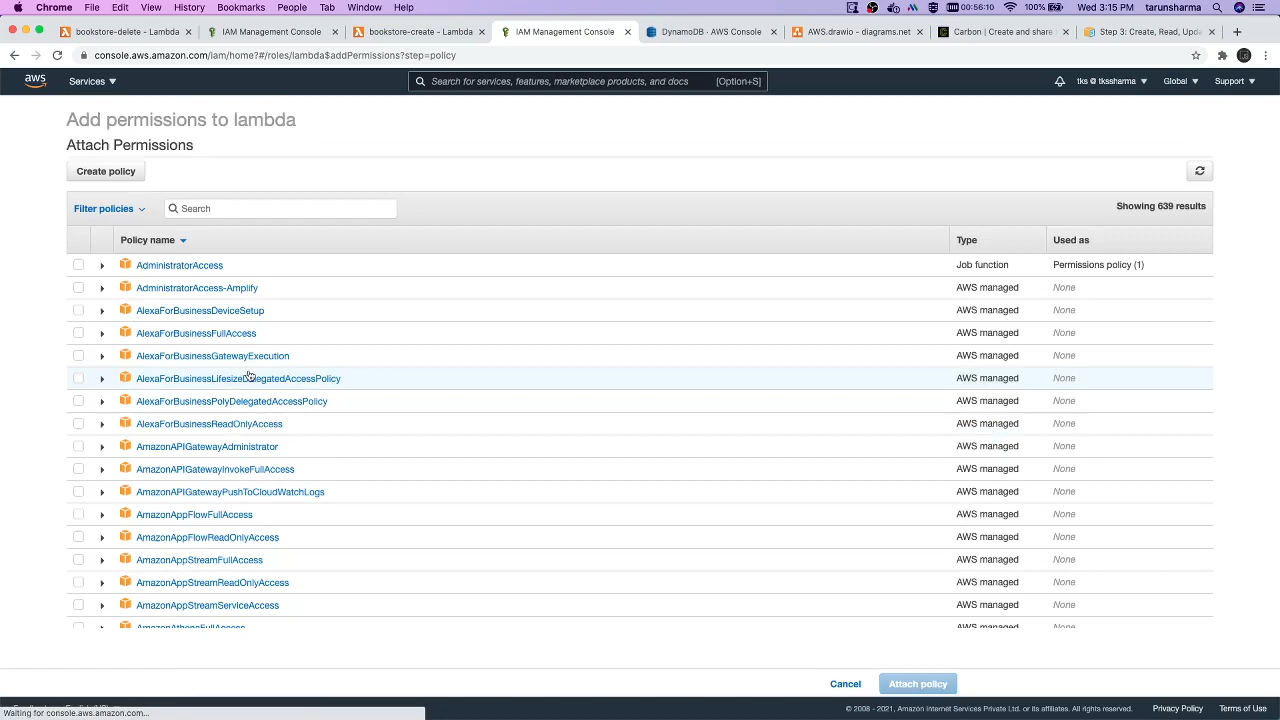 Chrome File Edit View History Bookmarks People Tab Window Help 00:56:10 100% Wed 3:15 PM tarunsharma
bookstore-delete - Lambda × IAM Management Console × bookstore-create - Lambda × IAM Management Console × DynamoDB · AWS Console × AWS.drawio - diagrams.net × Carbon | Create and share × Step 3: Create, Read, Upda × +
console.aws.amazon.com/iam/home?#/roles/lambda$addPermissions?step=policy
aws Services Search for services, features, marketplace products, and docs [Option+S] tks @ tkssharma Global Support
Add permissions to lambda
Attach Permissions
Create policy
Filter policies Search Showing 639 results
Policy name Type Used as
AdministratorAccess Job function Permissions policy (1)
AdministratorAccess-Amplify AWS managed None
AlexaForBusinessDeviceSetup AWS managed None
AlexaForBusinessFullAccess AWS managed None
AlexaForBusinessGatewayExecution AWS managed None
AlexaForBusinessLifesizeDelegatedAccessPolicy AWS managed None
AlexaForBusinessPolyDelegatedAccessPolicy AWS managed None
AlexaForBusinessReadOnlyAccess AWS managed None
AmazonAPIGatewayAdministrator AWS managed None
AmazonAPIGatewayInvokeFullAccess AWS managed None
AmazonAPIGatewayPushToCloudWatchLogs AWS managed None
AmazonAppFlowFullAccess AWS managed None
AmazonAppFlowReadOnlyAccess AWS managed None
AmazonAppStreamFullAccess AWS managed None
AmazonAppStreamReadOnlyAccess AWS managed None
AmazonAppStreamServiceAccess AWS managed None
AmazonAthenaFullAccess AWS managed None
Cancel Attach policy
Waiting for console.aws.amazon.com... © 2008 - 2021, Amazon Internet Services Private Ltd. or its affiliates. All rights reserved. Privacy Policy Terms of Use